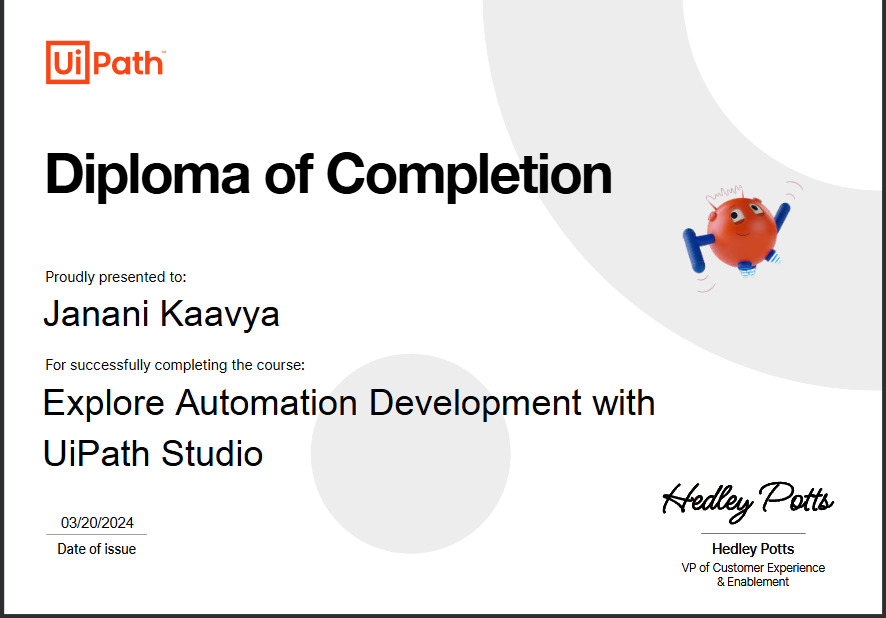 UiPath™
Diploma of Completion
Proudly presented to:
Janani Kaavya
For successfully completing the course:
Explore Automation Development with
UiPath Studio
03/20/2024
Date of issue
Hedley Potts
Hedley Potts
VP of Customer Experience
& Enablement